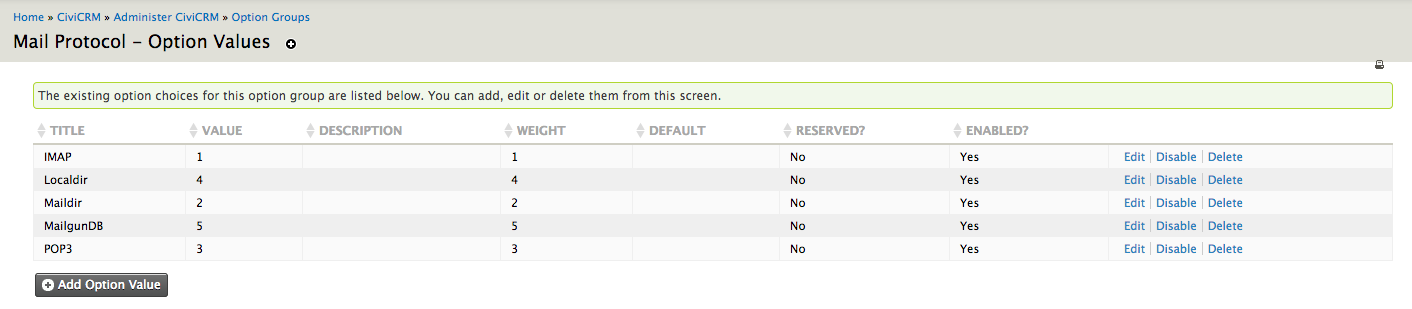 Home » CiviCRM » Administer CiviCRM » Option Groups
Mail Protocol – Option Values
The existing option choices for this option group are listed below. You can add, edit or delete them from this screen.
TITLE VALUE DESCRIPTION WEIGHT DEFAULT RESERVED? ENABLED?
IMAP 1 1 No Yes Edit | Disable | Delete
Localdir 4 4 No Yes Edit | Disable | Delete
Maildir 2 2 No Yes Edit | Disable | Delete
MailgunDB 5 5 No Yes Edit | Disable | Delete
POP3 3 3 No Yes Edit | Disable | Delete
Add Option Value